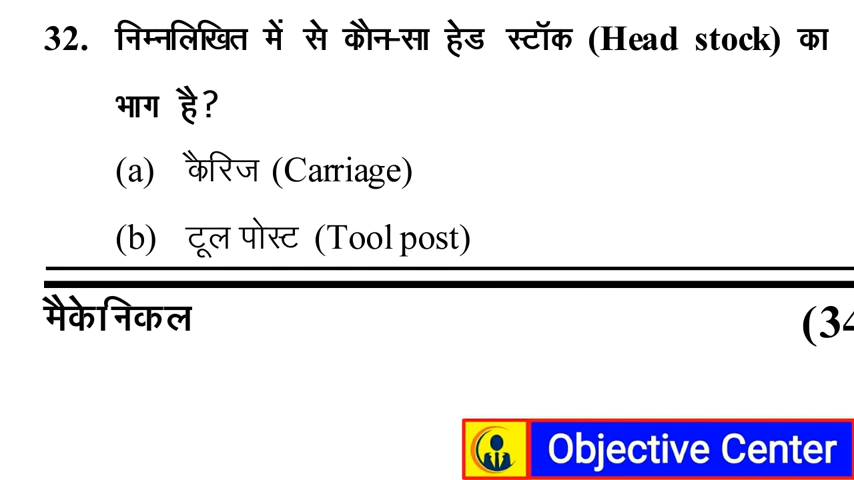 32. निम्नलिखित में से कौन-सा हेड स्टॉक (Head stock) का
भाग है?
(a) कैरिज (Carriage)
(b) टूल पोस्ट (Tool post)
मैकेनिकल (34
Objective Center